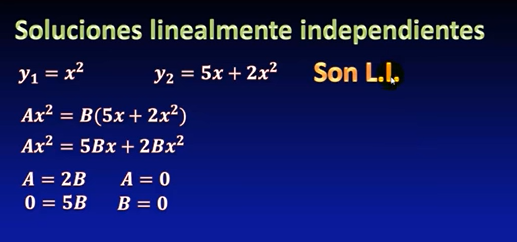 Soluciones linealmente independientes
y₁ = x² y₂ = 5x + 2x² Son L.I.
Ax² = B(5x + 2x²)
Ax² = 5Bx + 2Bx²
A = 2B A = 0
0 = 5B B = 0